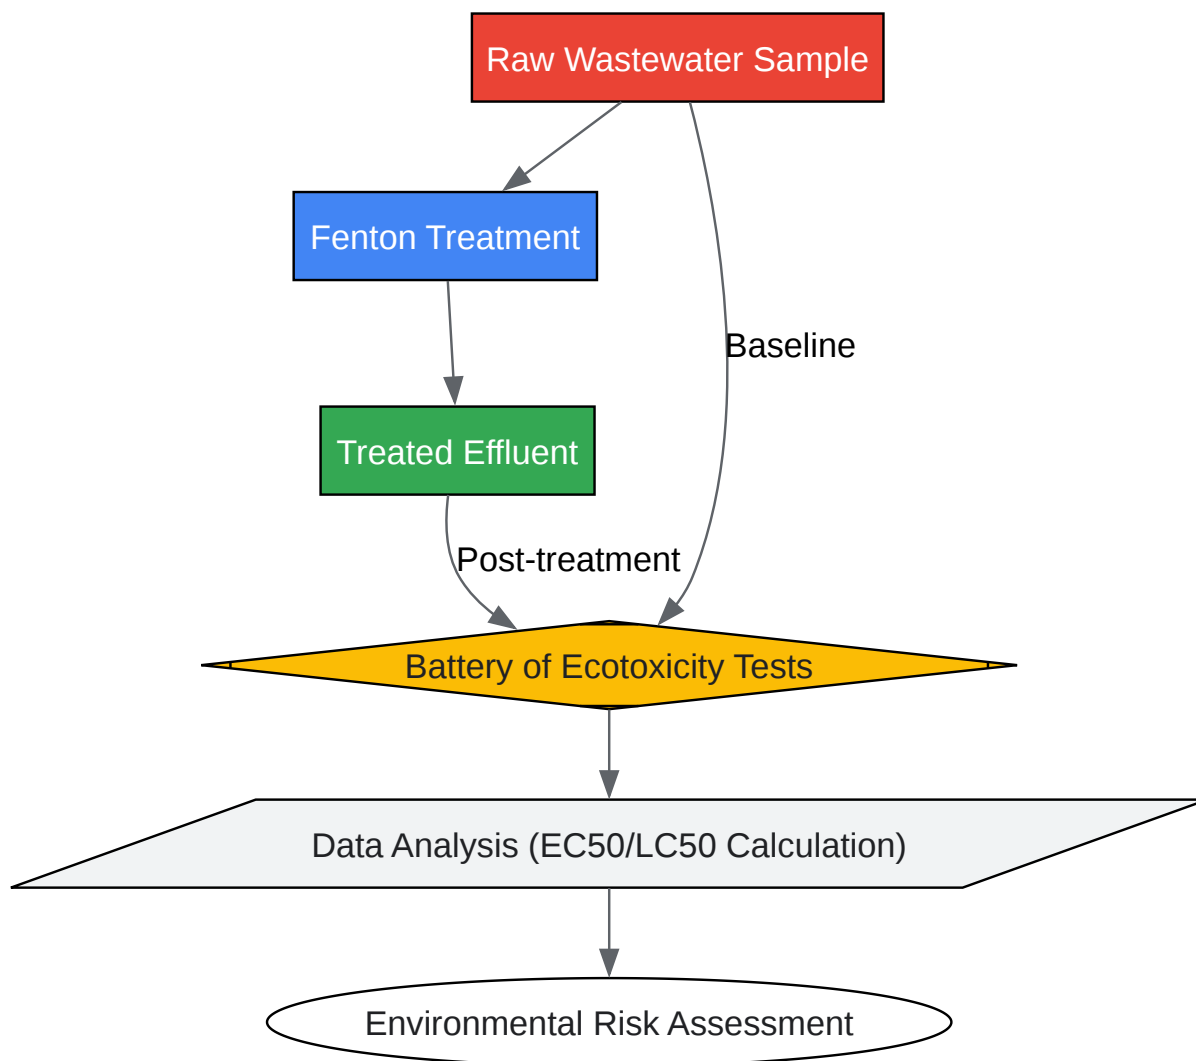 Raw Wastewater Sample
Fenton Treatment
Baseline
Treated Effluent
Post-treatment
Battery of Ecotoxicity Tests
Data Analysis (EC50/LC50 Calculation)
Environmental Risk Assessment